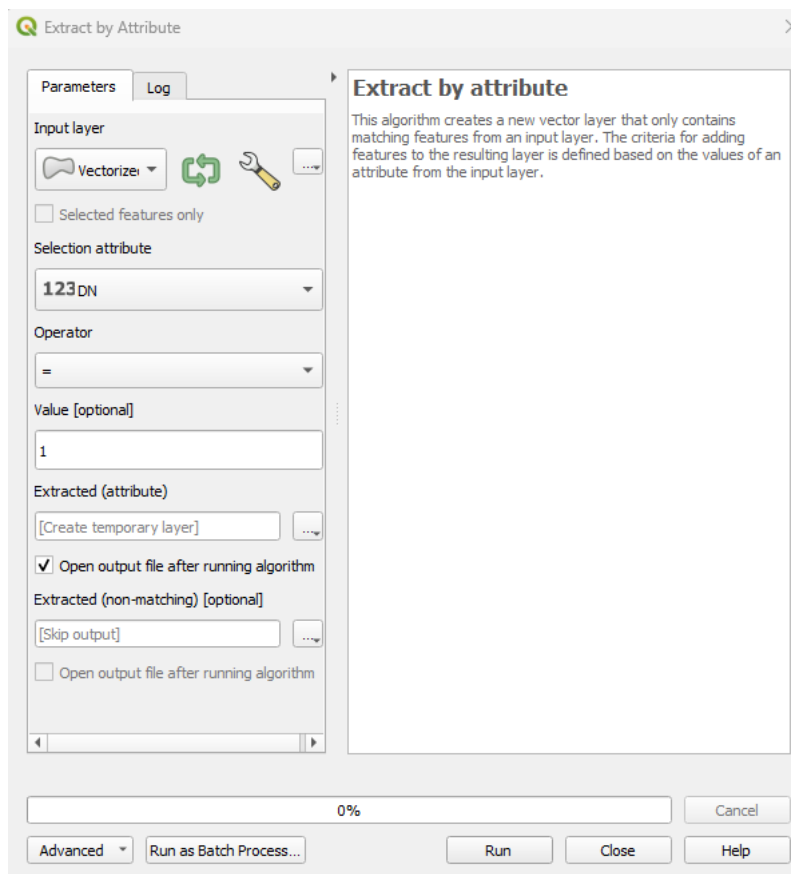 Extract by Attribute
Parameters
Log
Input layer
Vectorize
Selected features only
Selection attribute
123 DN
Operator
=
Value [optional]
1
Extracted (attribute)
[Create temporary layer]
...
Open output file after running algorithm
Extracted (non-matching) [optional]
[Skip output]
...
Open output file after running algorithm
Extract by attribute
This algorithm creates a new vector layer that only contains
matching features from an input layer. The criteria for adding
features to the resulting layer is defined based on the values of an
attribute from the input layer.
0%
Cancel
Advanced
Run as Batch Process...
Run
Close
Help